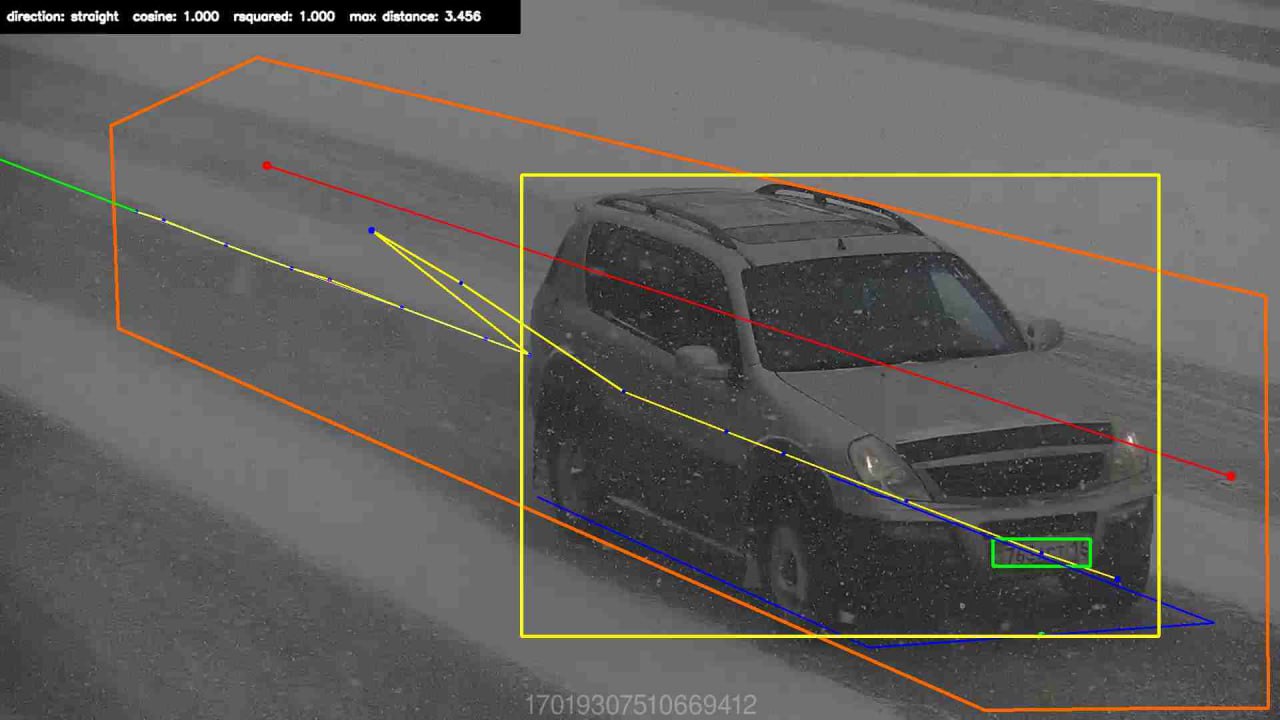 direction: straight cosine: 1.000 rsquared: 1.000 max distance: 3.456
17019307510669412